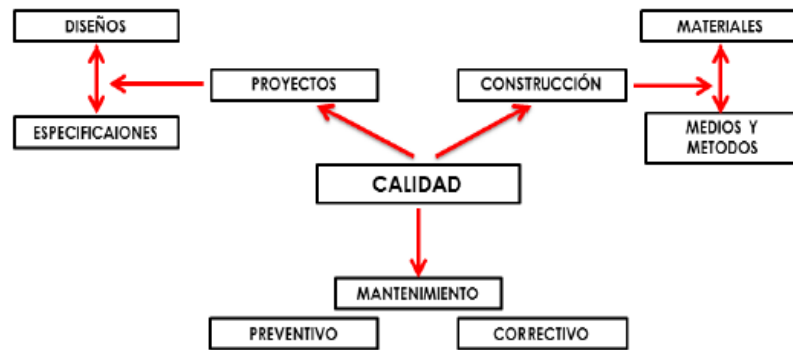 DISEÑOS
MATERIALES
PROYECTOS
CONSTRUCCIÓN
ESPECIFICAIONES
MEDIOS Y
METODOS
CALIDAD
MANTENIMIENTO
PREVENTIVO
CORRECTIVO